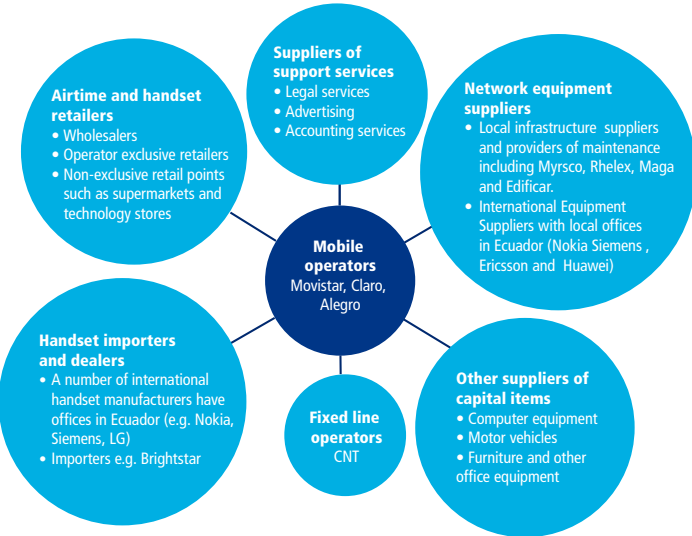 Suppliers of
support services
• Legal services
• Advertising
• Accounting services
Airtime and handset
retailers
• Wholesalers
• Operator exclusive retailers
• Non-exclusive retail points
such as supermarkets and
technology stores
Network equipment
suppliers
• Local infrastructure suppliers
and providers of maintenance
including Myrsco, Rhelex, Maga
and Edificar.
• International Equipment
Suppliers with local offices
in Ecuador (Nokia Siemens ,
Ericsson and Huawei)
Mobile
operators
Movistar, Claro,
Alegro
Handset importers
and dealers
• A number of international
handset manufacturers have
offices in Ecuador (e.g. Nokia,
Siemens, LG)
• Importers e.g. Brightstar
Fixed line
operators
CNT
Other suppliers of
capital items
• Computer equipment
• Motor vehicles
• Furniture and other
office equipment